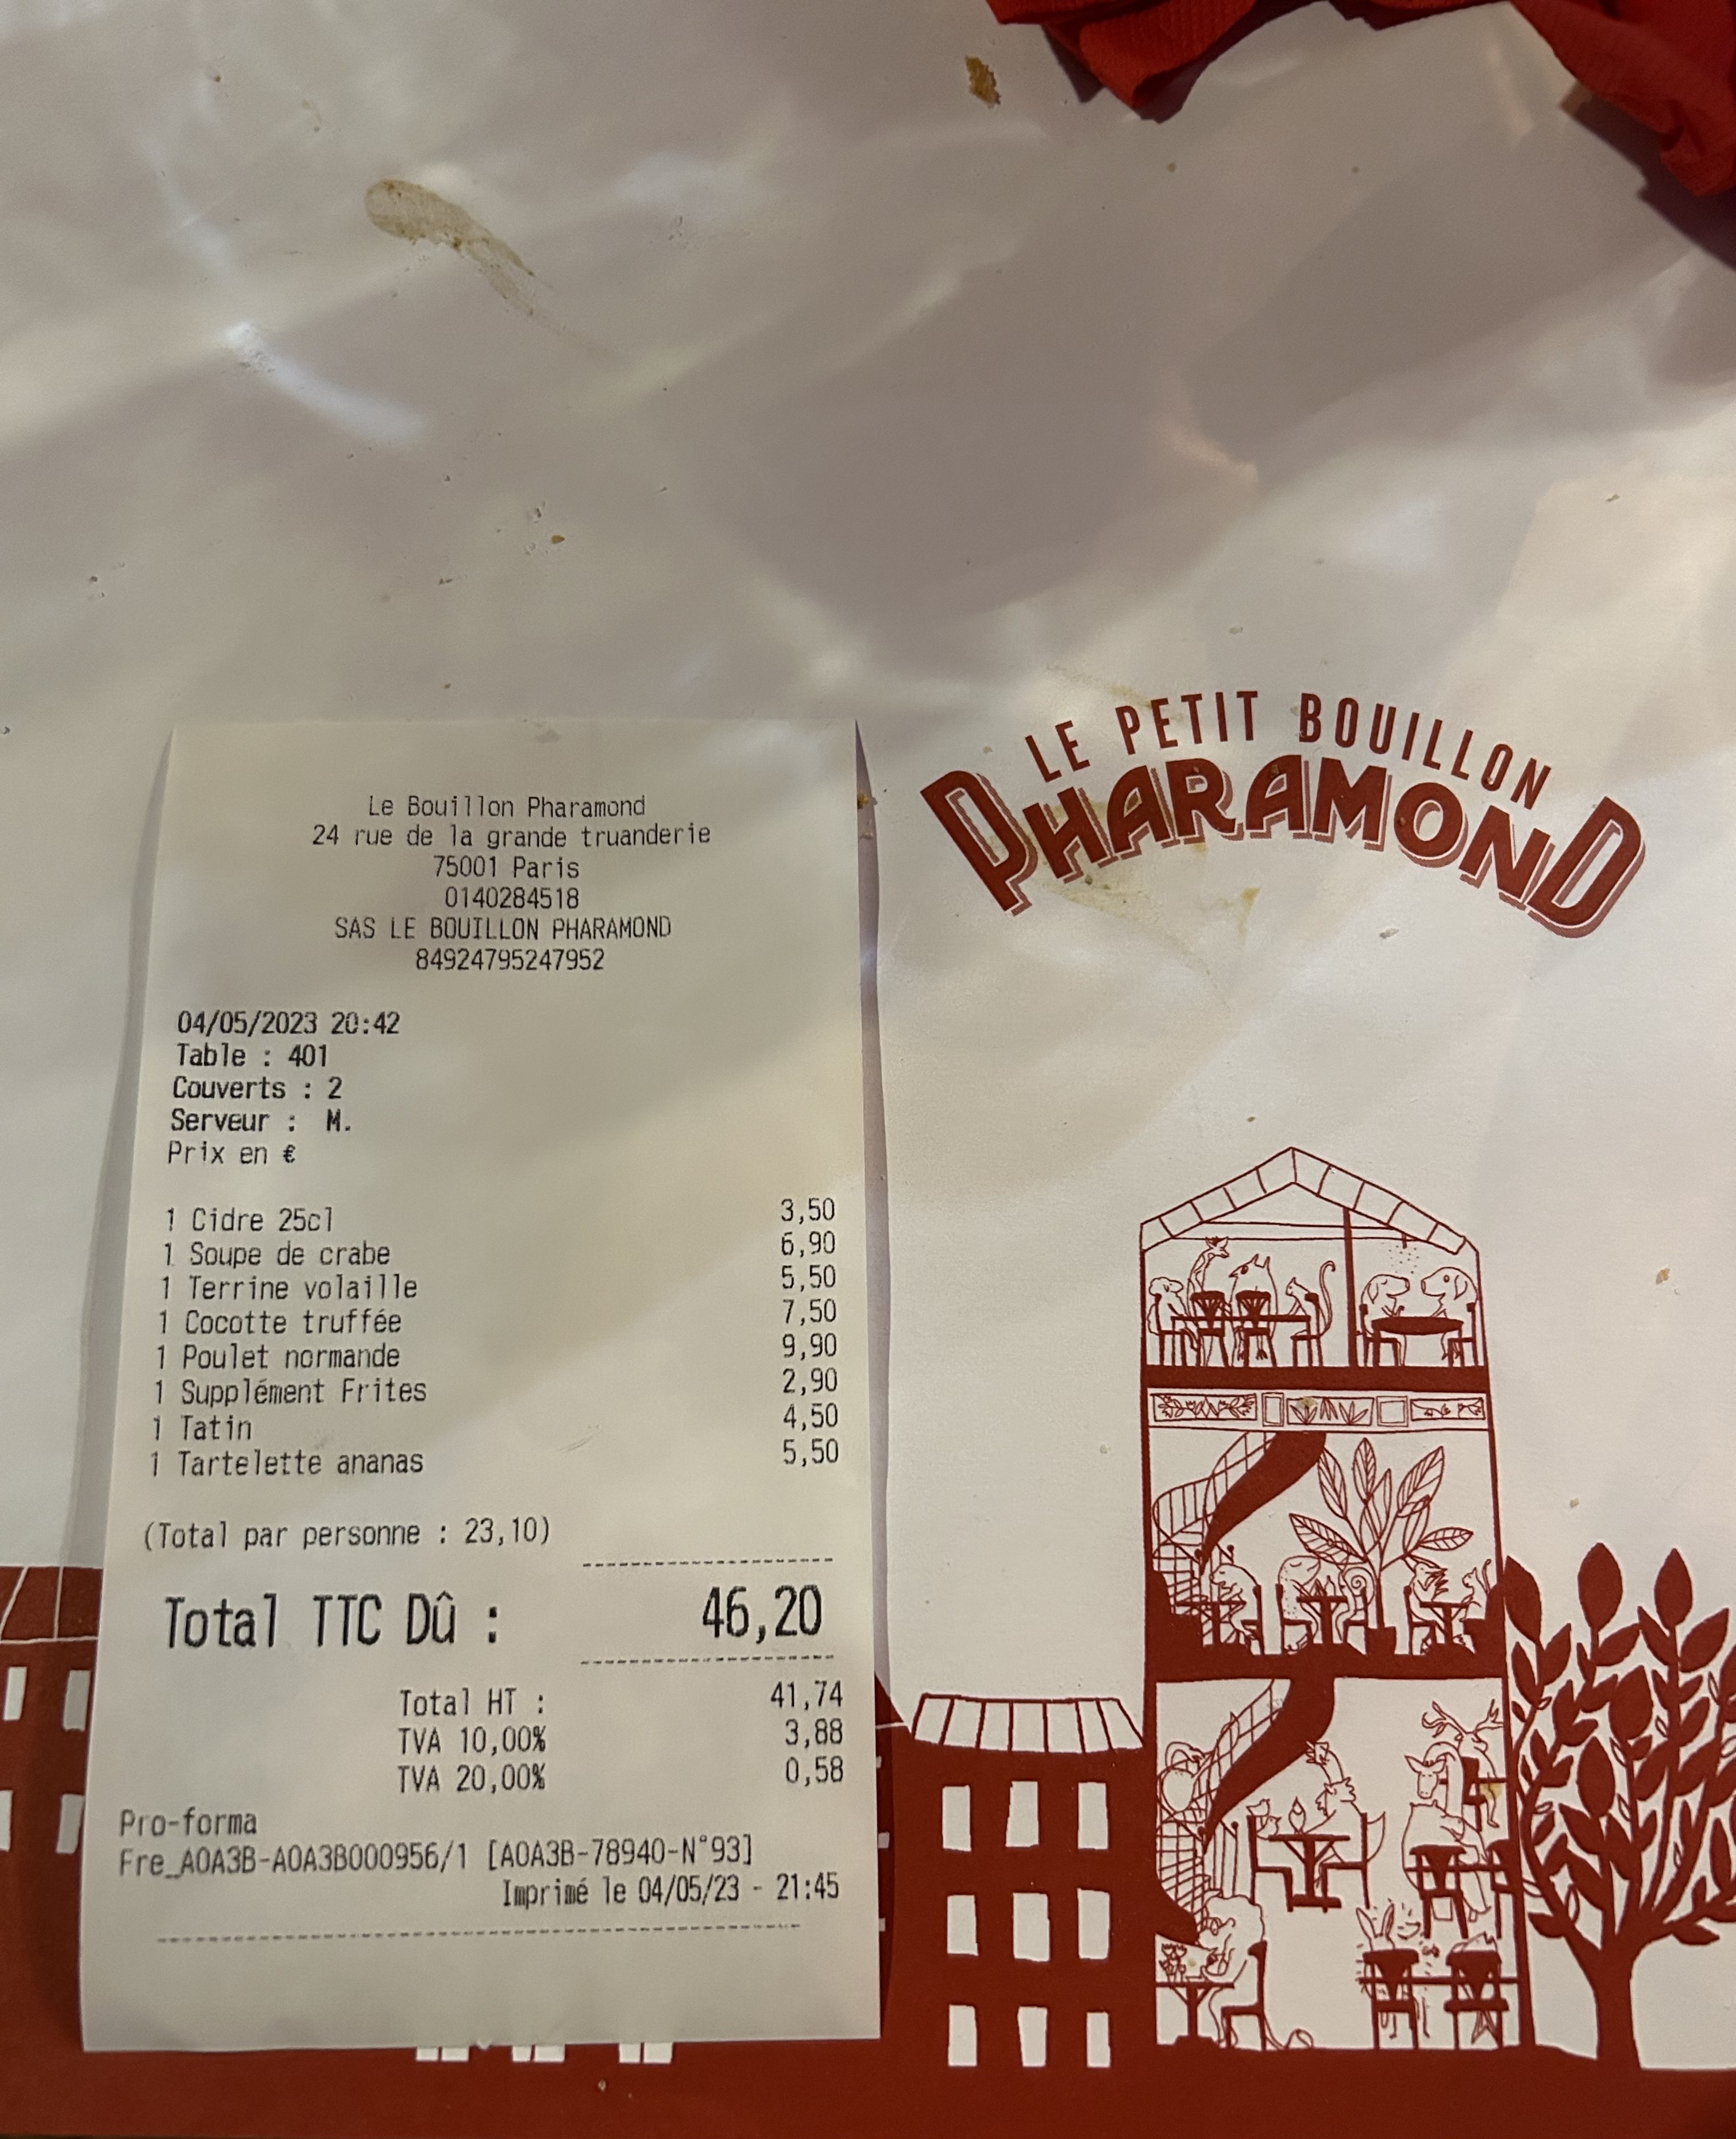 LE PETIT BOUILLON
PHARAMOND
Le Bouillon Pharamond
24 rue de la grande truanderie
75001 Paris
0140284518
SAS LE BOUILLON PHARAMOND
84924795247952
04/05/2023 20:42
Table : 401
Couverts : 2
Serveur : M.
Prix en €
1 Cidre 25cl 3,50
1 Soupe de crabe 6,90
1 Terrine volaille 5,50
1 Cocotte truffée 7,50
1 Poulet normande 9,90
1 Supplément Frites 2,90
1 Tatin 4,50
1 Tartelette ananas 5,50
(Total par personne : 23,10)
Total TTC Dû : 46,20
Total HT : 41,74
TVA 10,00% 3,88
TVA 20,00% 0,58
Pro-forma
Fre_A0A3B-A0A3B000956/1 [A0A3B-78940-N°93]
Imprimé le 04/05/23 - 21:45